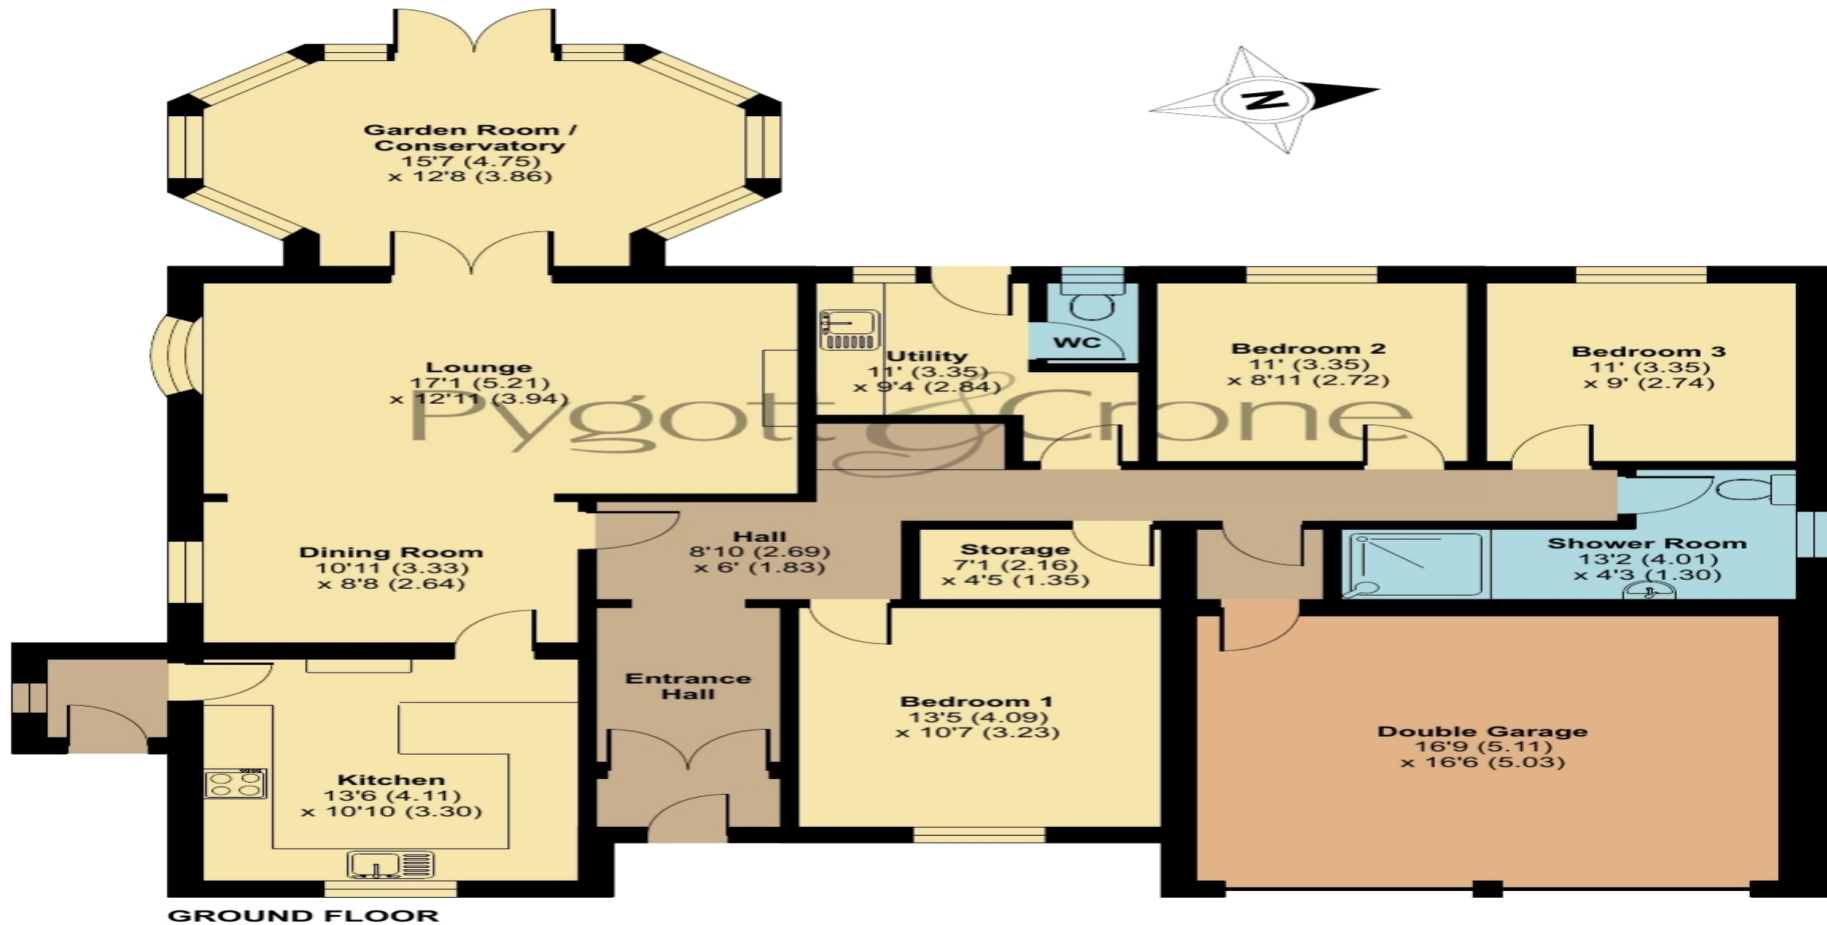 Garden Room /
Conservatory
15'7 (4.75)
x 12'8 (3.86)
N
Lounge
17'1 (5.21)
x 12'11 (3.94)
Utility
11' (3.35)
x 9'4 (2.84)
WC
Bedroom 2
11' (3.35)
x 8'11 (2.72)
Bedroom 3
11' (3.35)
x 9' (2.74)
Pygott & Crone
Dining Room
10'11 (3.33)
x 8'8 (2.64)
Hall
8'10 (2.69)
x 6' (1.83)
Storage
7'1 (2.16)
x 4'5 (1.35)
Shower Room
13'2 (4.01)
x 4'3 (1.30)
Entrance
Hall
Bedroom 1
13'5 (4.09)
x 10'7 (3.23)
Double Garage
16'9 (5.11)
x 16'6 (5.03)
Kitchen
13'6 (4.11)
x 10'10 (3.30)
GROUND FLOOR